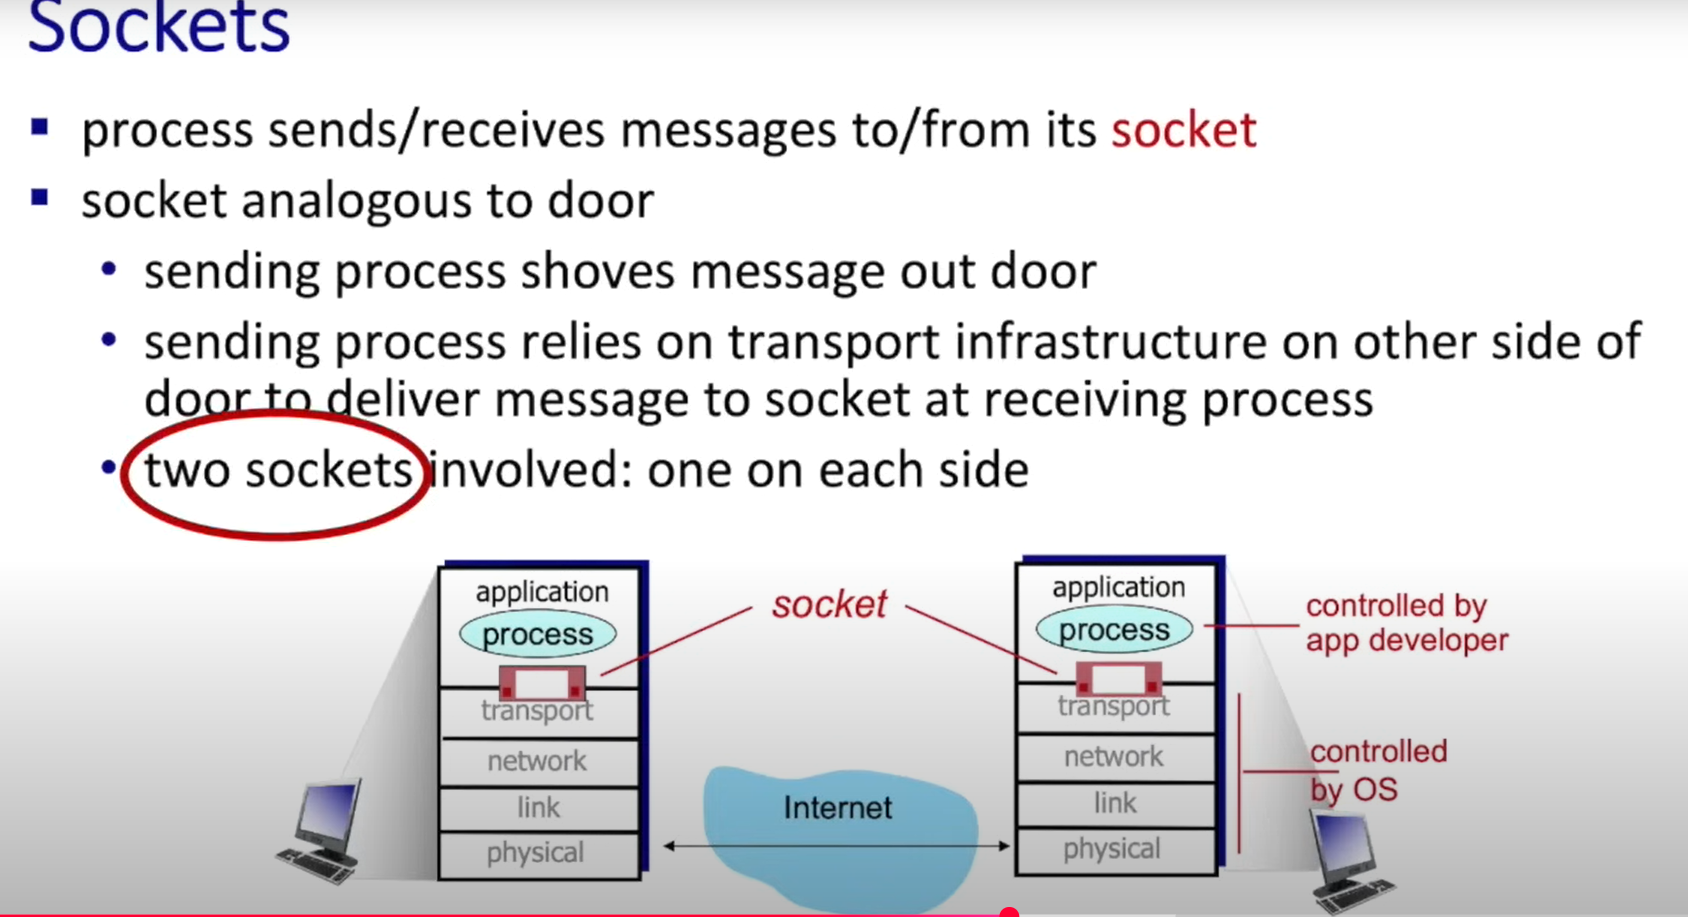 Sockets
process sends/receives messages to/from its socket
socket analogous to door
sending process shoves message out door
sending process relies on transport infrastructure on other side of
door to deliver message to socket at receiving process
two sockets involved: one on each side
application
process
transport
network
link
physical
socket
Internet
application
process
transport
network
link
physical
controlled by
app developer
controlled
by OS